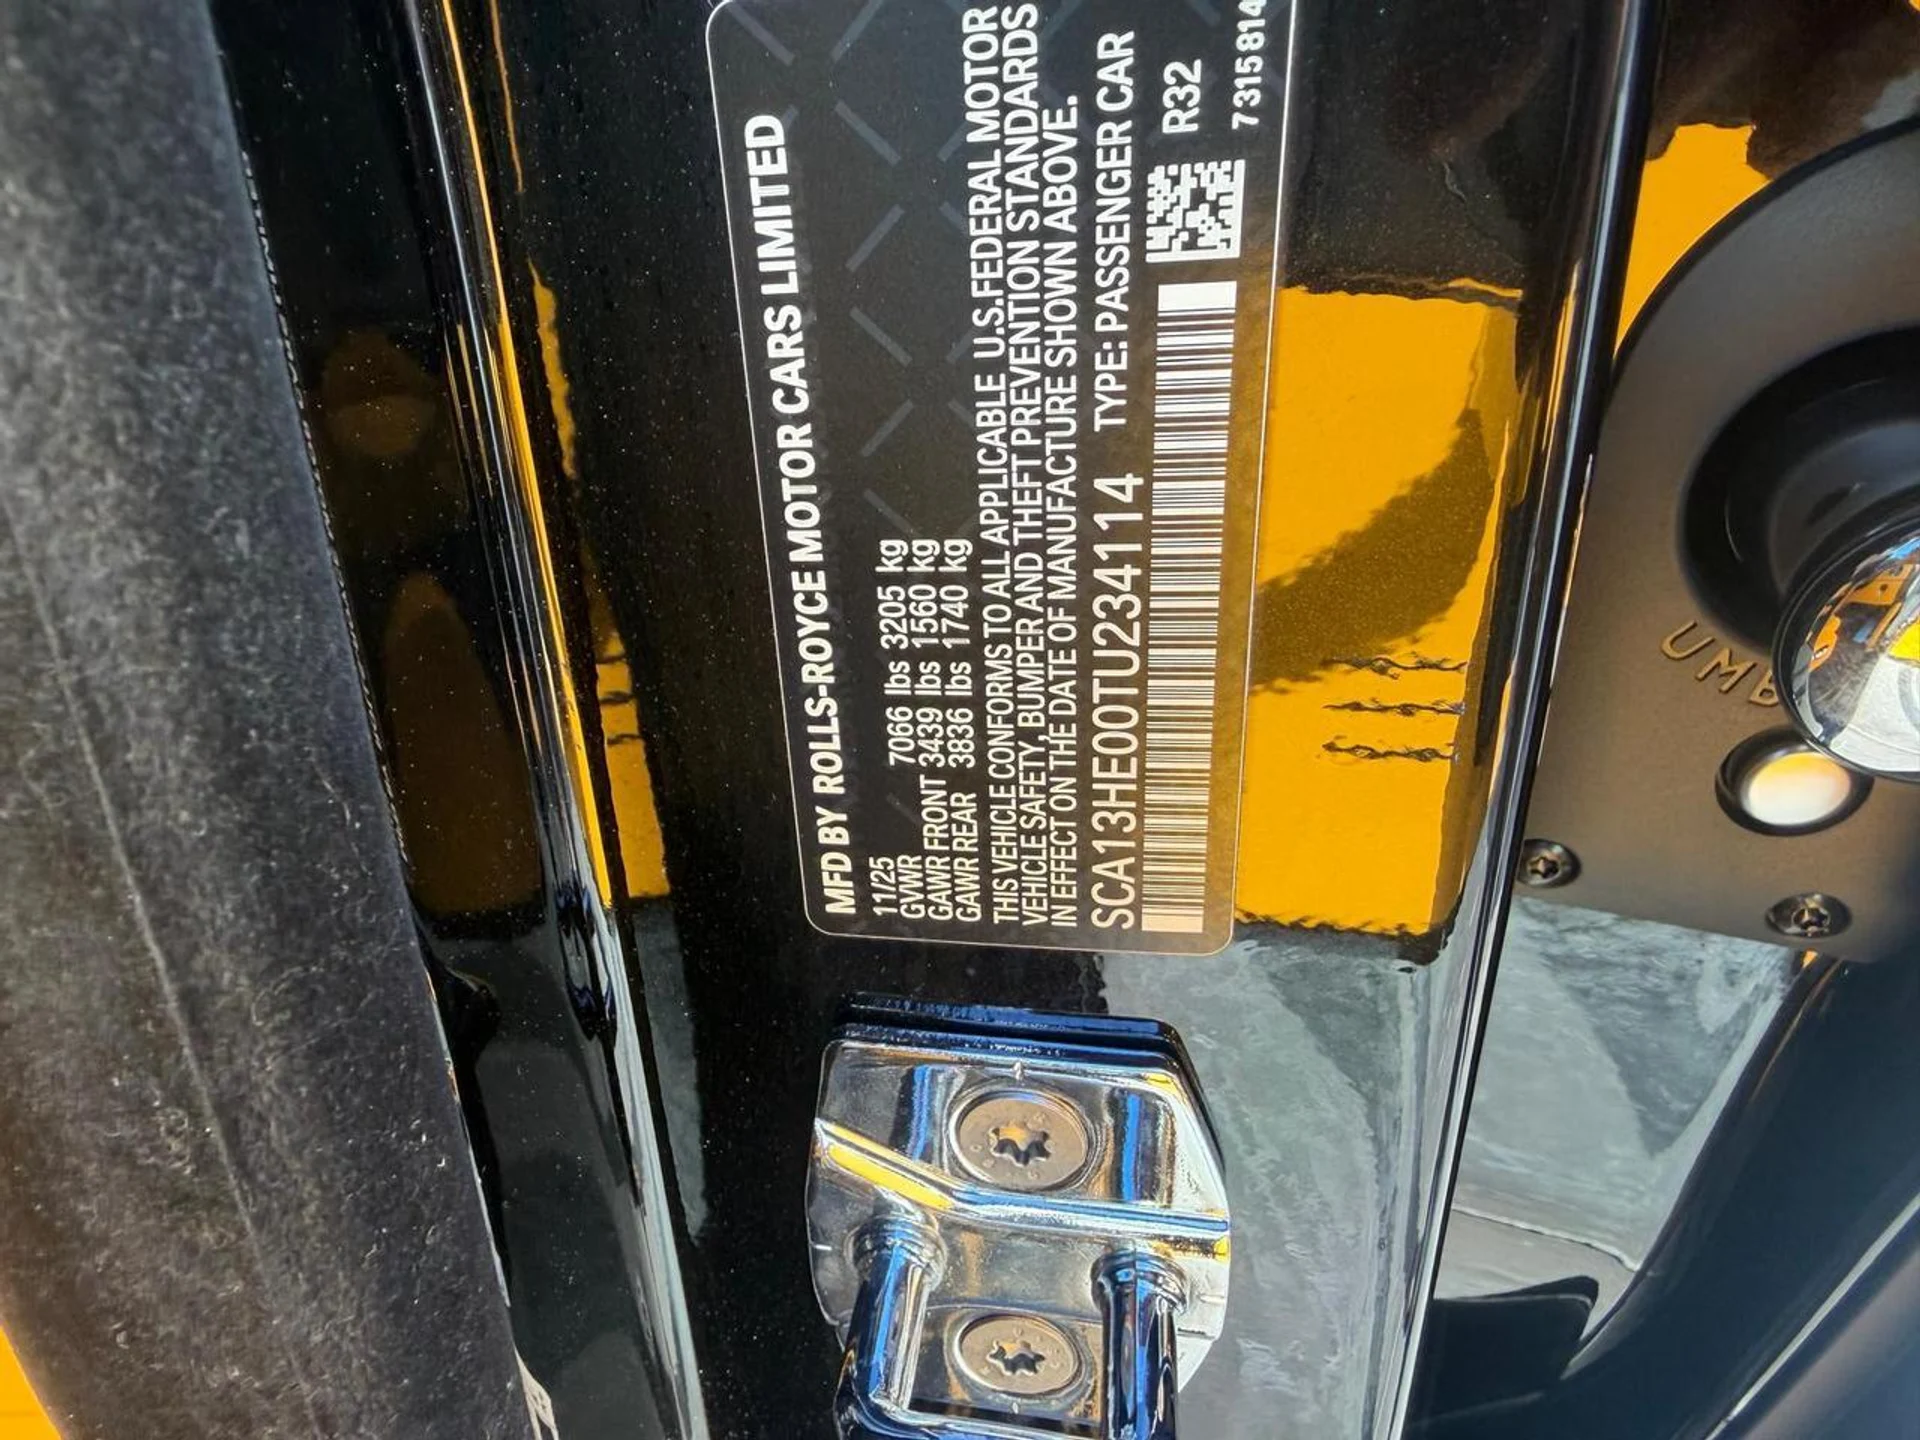 MFD BY ROLLS-ROYCE MOTOR CARS LIMITED
11/25
GVWR 7066 lbs 3205 kg
GAWR FRONT 3439 lbs 1560 kg
GAWR REAR 3836 lbs 1740 kg
THIS VEHICLE CONFORMS TO ALL APPLICABLE U.S.FEDERAL MOTOR
VEHICLE SAFETY, BUMPER AND THEFT PREVENTION STANDARDS
IN EFFECT ON THE DATE OF MANUFACTURE SHOWN ABOVE.
SCA13HE00TU234114 TYPE: PASSENGER CAR
R32
7315814
UMB